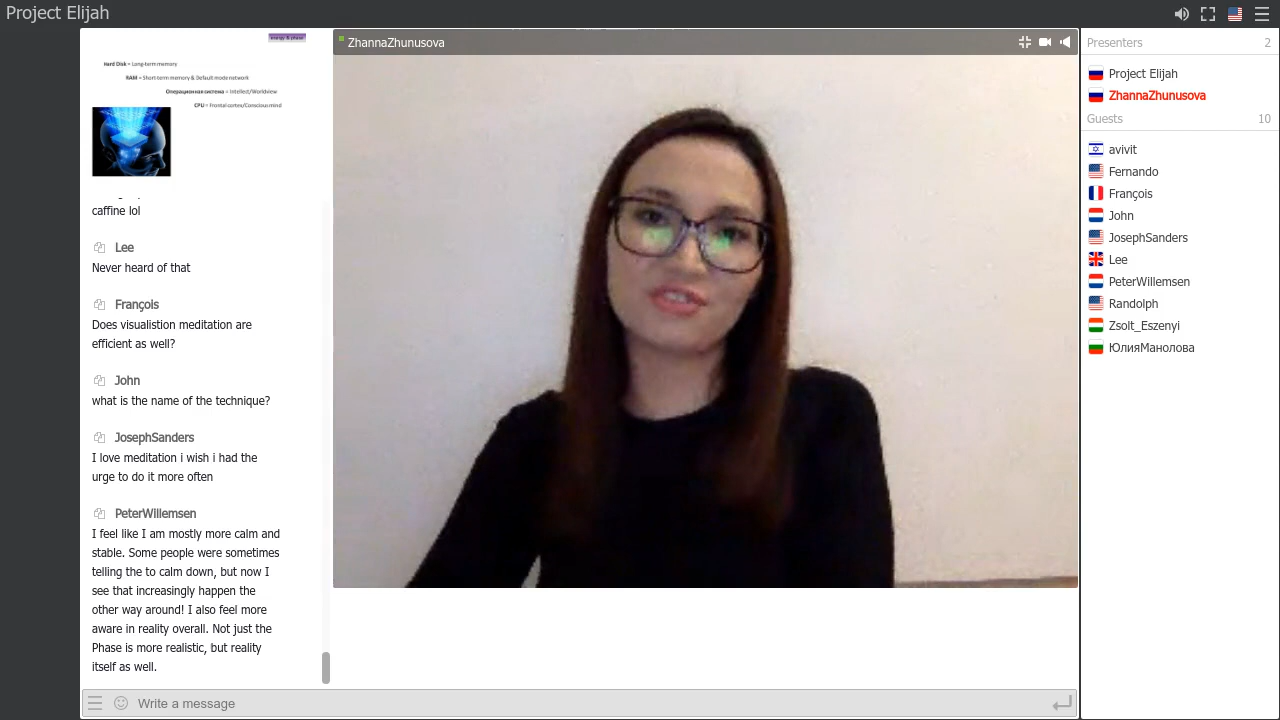 Project Elijah
energy & phase
Hard Disk = Long-term memory
RAM = Short-term memory & Default mode network
Операционная система = Intellect/Worldview
CPU = Frontal cortex/Conscious mind
caffine lol
Lee
Never heard of that
François
Does visualistion meditation are
efficient as well?
John
what is the name of the technique?
JosephSanders
I love meditation i wish i had the
urge to do it more often
PeterWillemsen
I feel like I am mostly more calm and
stable. Some people were sometimes
telling the to calm down, but now I
see that increasingly happen the
other way around! I also feel more
aware in reality overall. Not just the
Phase is more realistic, but reality
itself as well.
Write a message
ZhannaZhunusova
Presenters 2
Project Elijah
ZhannaZhunusova
Guests 10
avivit
Fernando
François
John
JosephSanders
Lee
PeterWillemsen
Randolph
Zsolt_Eszenyi
ЮлияМанолова